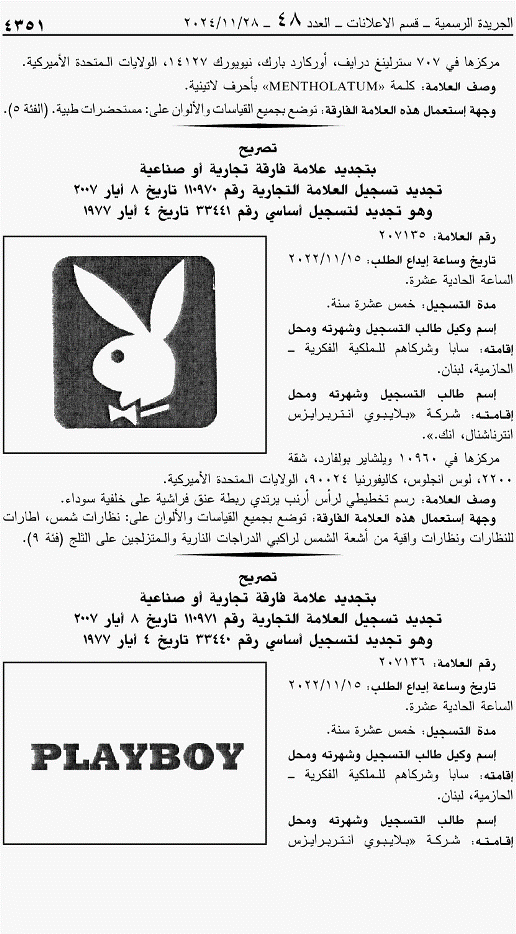 الجريدة الرسمية – قسم الاعلانات – العدد ٤٨ – ٢٠٢٤/١١/٢٨
٤٣٥١
مركزها في ٧٠٧ سترلينغ درايف، أوركارد بارك، نيويورك ١٤١٢٧، الولايات المتحدة الأميركية.
وصف العلامة: كلمة «MENTHOLATUM» بأحرف لاتينية.
وجهة إستعمال هذه العلامة الفارقة: توضع بجميع القياسات والألوان على: مستحضرات طبية. (الفئة ٥).
تصريح
بتجديد علامة فارقة تجارية أو صناعية
تجديد تسجيل العلامة التجارية رقم ١١٠٩٧٠ تاريخ ٨ أيار ٢٠٠٧
وهو تجديد لتسجيل أساسي رقم ٣٣٤٤١ تاريخ ٤ أيار ١٩٧٧
رقم العلامة: ٢٠٧١٣٥
تاريخ وساعة إيداع الطلب: ٢٠٢٢/١١/١٥
الساعة الحادية عشرة.
مدة التسجيل: خمس عشرة سنة.
إسم وكيل طالب التسجيل وشهرته ومحل
إقامته: سابا وشركاهم للملكية الفكرية –
الحازمية، لبنان.
إسم طالب التسجيل وشهرته ومحل
إقامته: شركة «بلايبوي انتربرايزس
انترناشنال، انك.».
مركزها في ١٠٩٦٠ ويلشاير بولفارد، شقة
٢٢٠٠، لوس انجلوس، كاليفورنيا ٩٠٠٢٤، الولايات المتحدة الأميركية.
وصف العلامة: رسم تخطيطي لرأس أرنب يرتدي ربطة عنق فراشية على خلفية سوداء.
وجهة إستعمال هذه العلامة الفارقة: توضع بجميع القياسات والألوان على: نظارات شمس، اطارات
للنظارات ونظارات واقية من أشعة الشمس لراكبي الدراجات النارية والمتزلجين على الثلج (فئة ٩).
تصريح
بتجديد علامة فارقة تجارية أو صناعية
تجديد تسجيل العلامة التجارية رقم ١١٠٩٧١ تاريخ ٨ أيار ٢٠٠٧
وهو تجديد لتسجيل أساسي رقم ٣٣٤٤٠ تاريخ ٤ أيار ١٩٧٧
رقم العلامة: ٢٠٧١٣٦
تاريخ وساعة إيداع الطلب: ٢٠٢٢/١١/١٥
الساعة الحادية عشرة.
مدة التسجيل: خمس عشرة سنة.
إسم وكيل طالب التسجيل وشهرته ومحل
إقامته: سابا وشركاهم للملكية الفكرية –
الحازمية، لبنان.
إسم طالب التسجيل وشهرته ومحل
إقامته: شركة «بلايبوي انتربرايزس
PLAYBOY